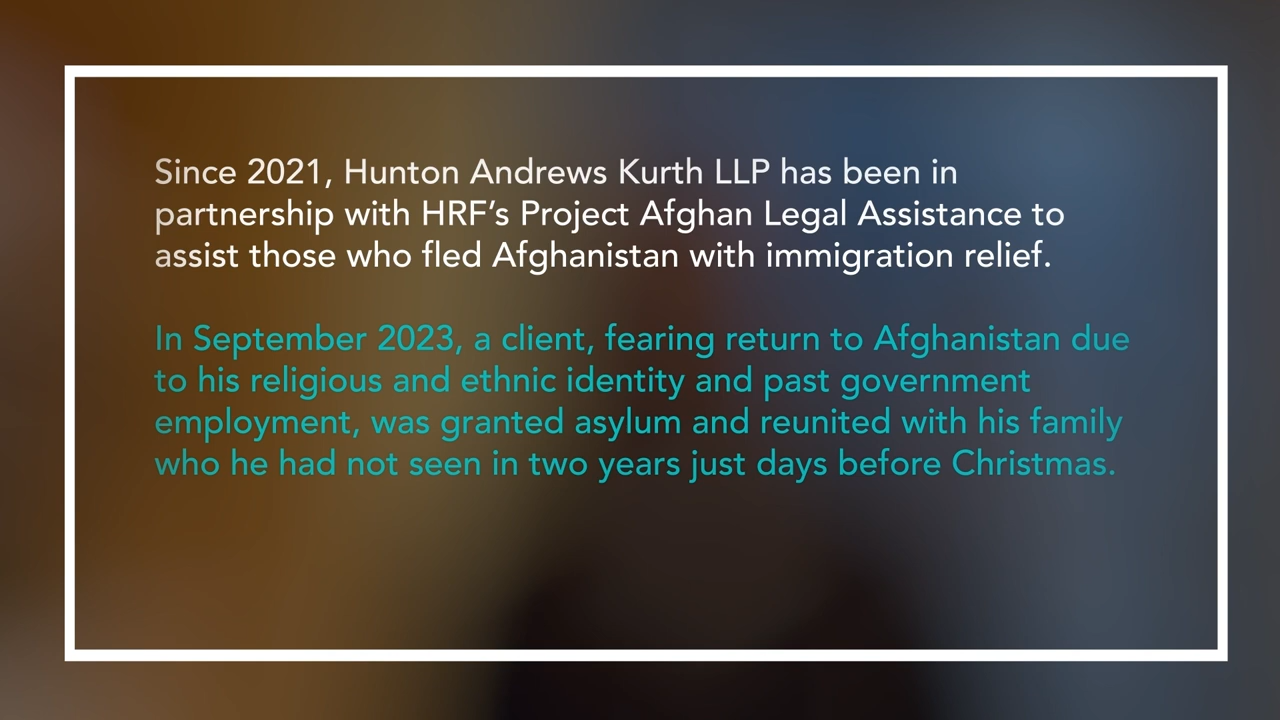 Since 2021, Hunton Andrews Kurth LLP has been in
partnership with HRF’s Project Afghan Legal Assistance to
assist those who fled Afghanistan with immigration relief.
In September 2023, a client, fearing return to Afghanistan due
to his religious and ethnic identity and past government
employment, was granted asylum and reunited with his family
who he had not seen in two years just days before Christmas.